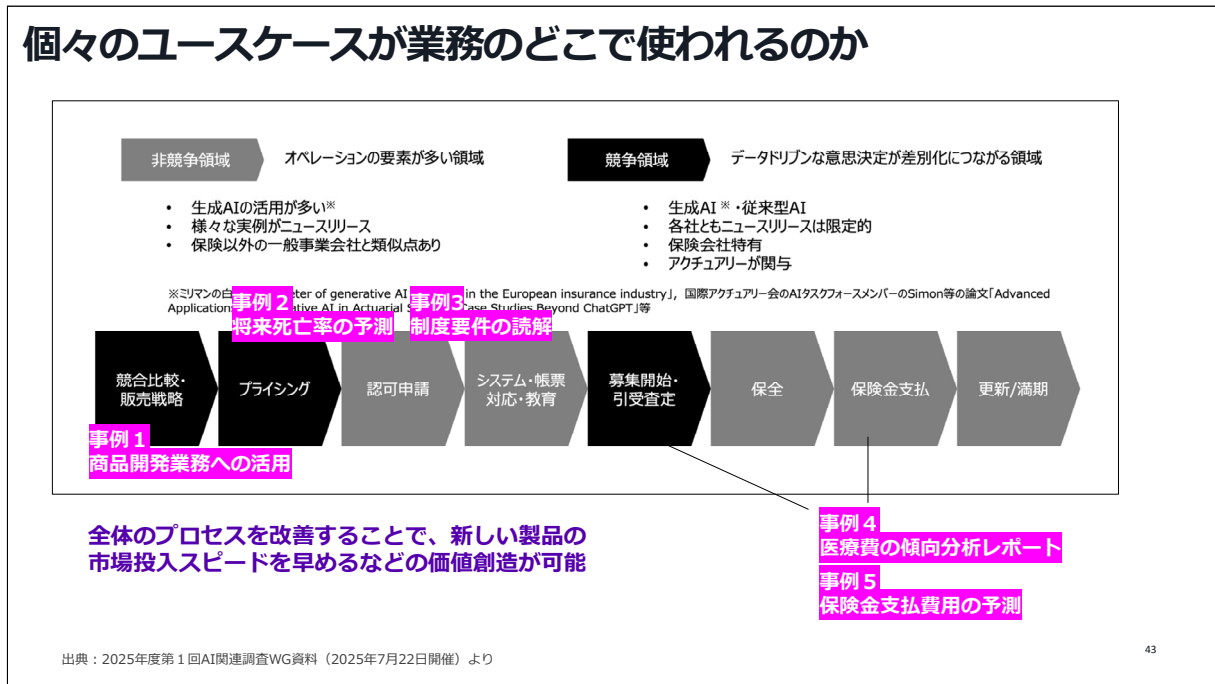 個々のユースケースが業務のどこで使われるのか
非競争領域
オペレーションの要素が多い領域
• 生成AIの活用が多い※
• 様々な実例がニュースリリース
• 保険以外の一般事業会社と類似点あり
競争領域
データドリブンな意思決定が差別化につながる領域
• 生成AI※・従来型AI
• 各社ともニュースリリースは限定的
• 保険会社特有
• アクチュアリーが関与
※ミリマンの白 eter of generative AI in the European insurance industry」, 国際アクチュアリー会のAIタスクフォースメンバーのSimon等の論文「Advanced
Application ative AI in Actuarial S ase Studies Beyond ChatGPT」等
事例2
将来死亡率の予測
事例3
制度要件の読解
競合比較・
販売戦略
プライシング
認可申請
システム・帳票
対応・教育
募集開始・
引受査定
保全
保険金支払
更新/満期
事例1
商品開発業務への活用
全体のプロセスを改善することで、新しい製品の
市場投入スピードを早めるなどの価値創造が可能
事例4
医療費の傾向分析レポート
事例5
保険金支払費用の予測
出典：2025年度第1回AI関連調査WG資料（2025年7月22日開催）より
43